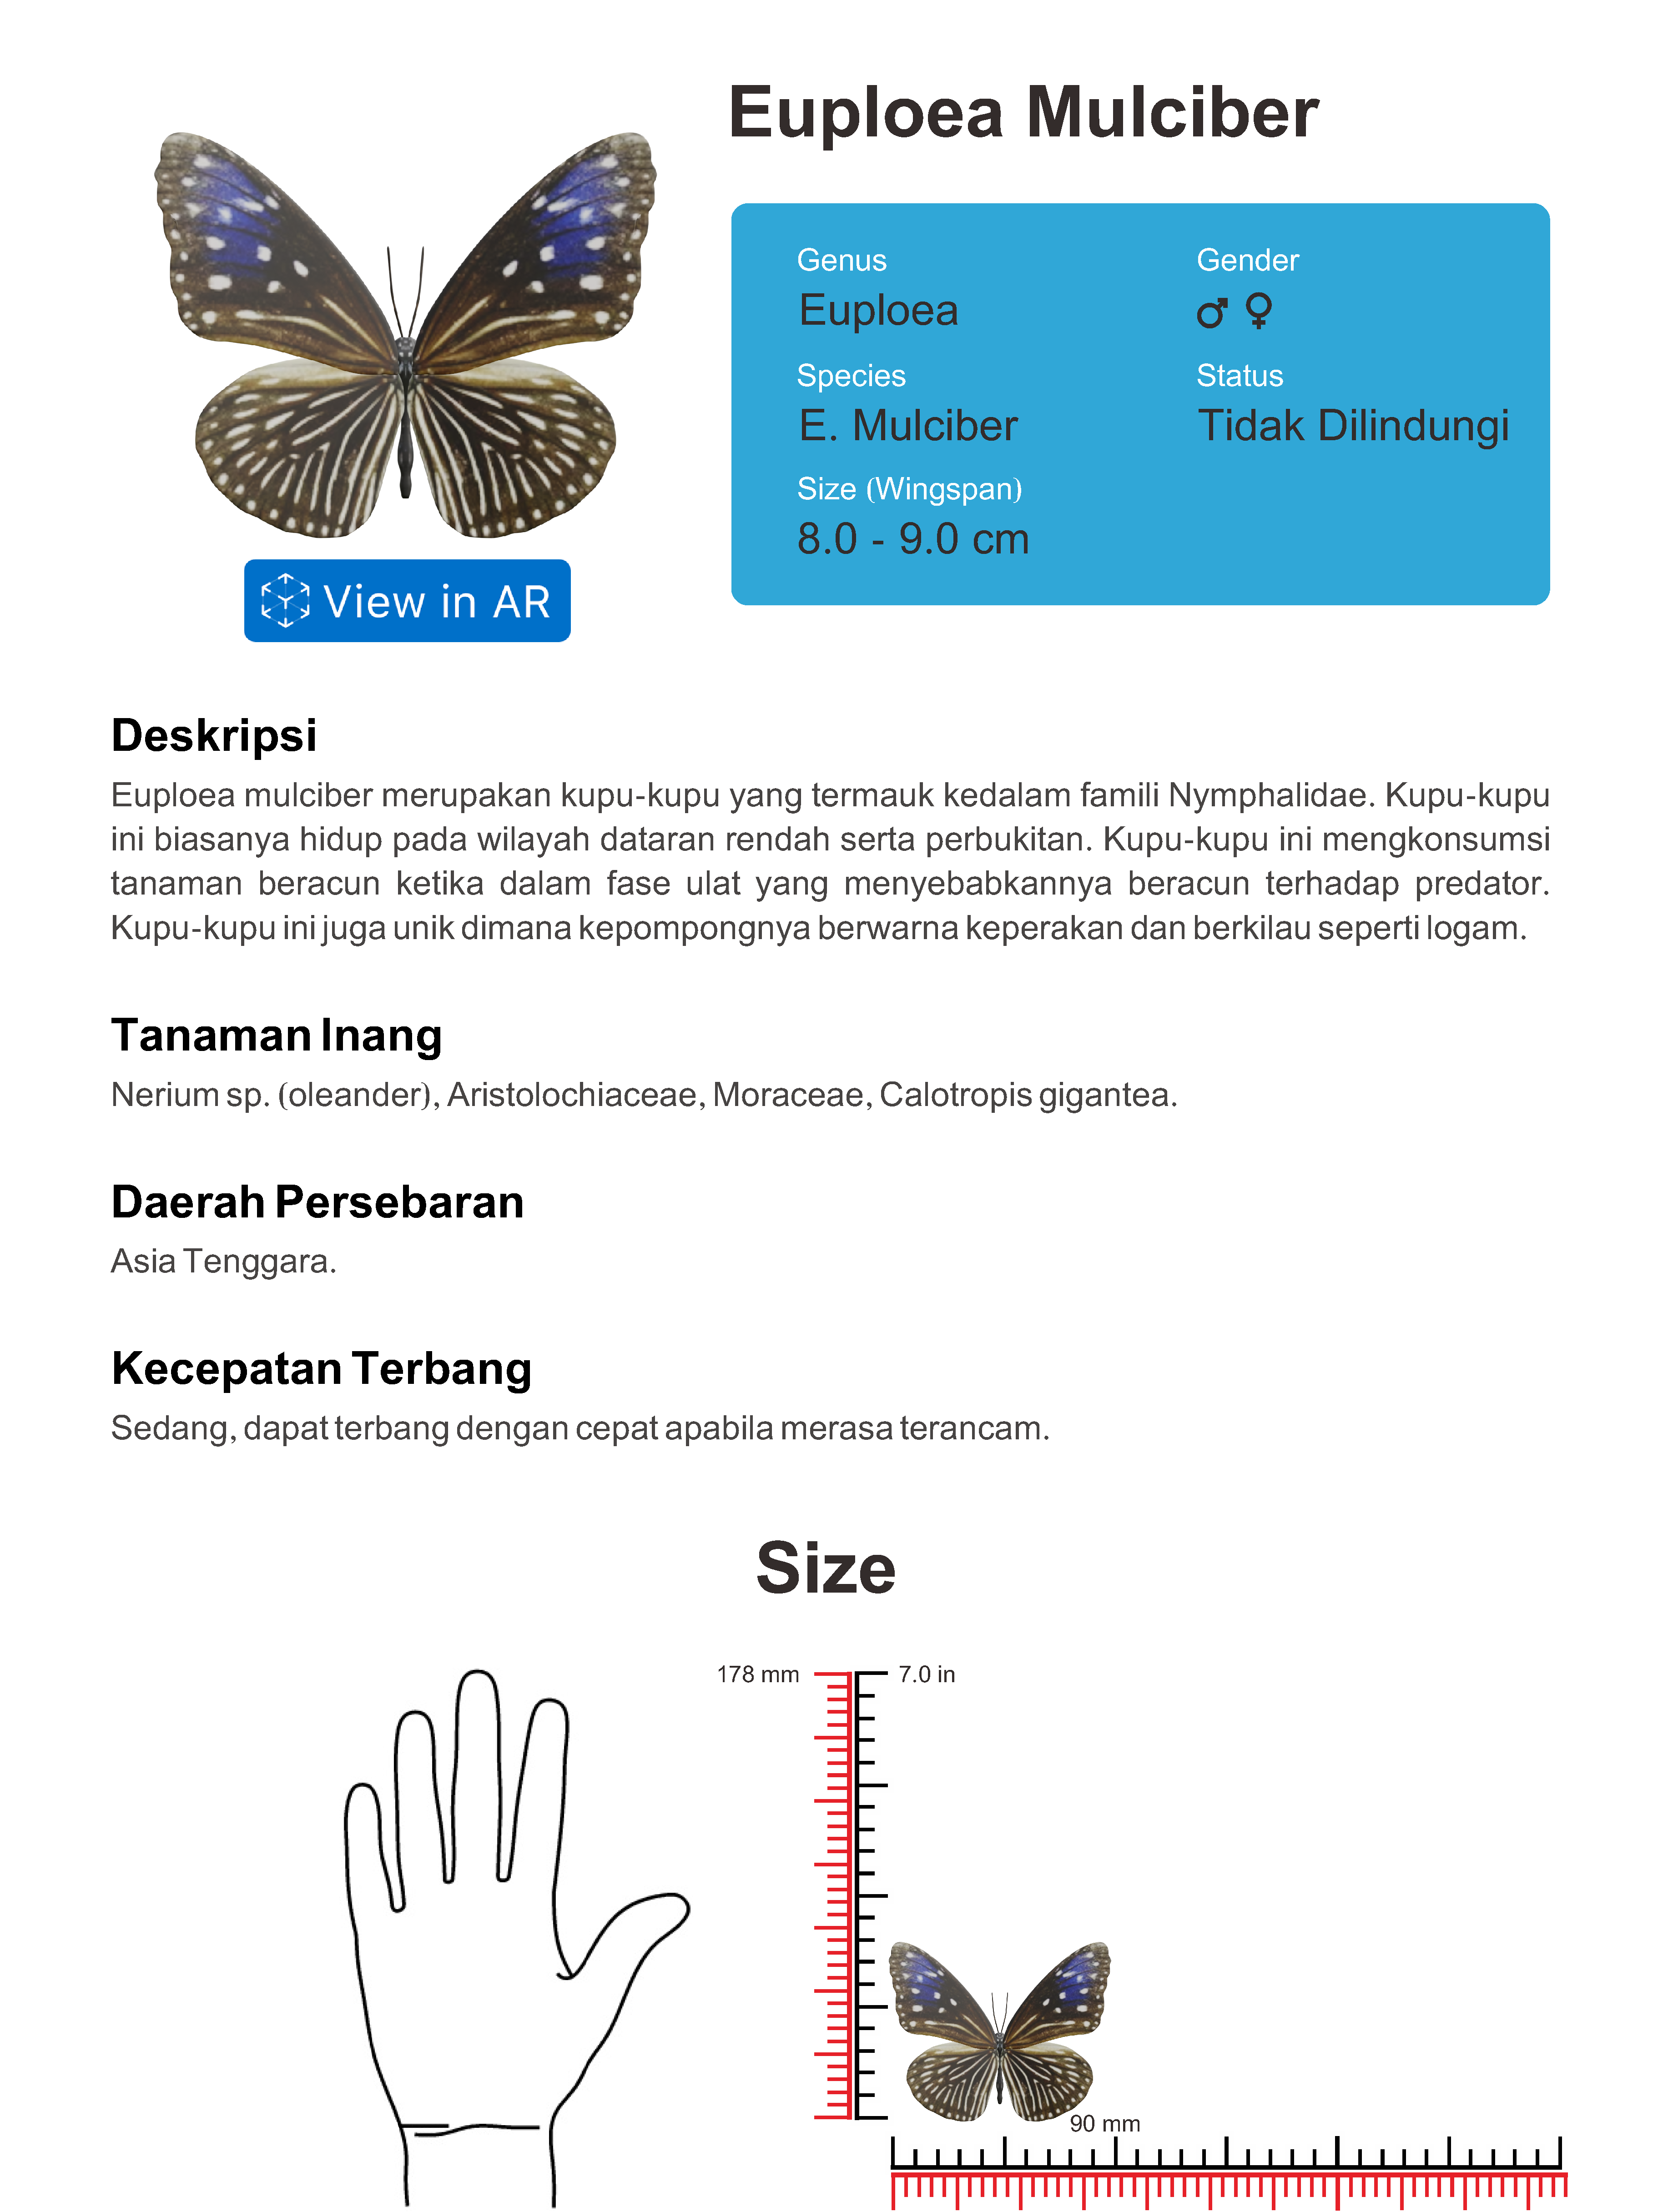 Euploea Mulciber
Genus
Euploea
Gender
♂ ♀
Species
E. Mulciber
Status
Tidak Dilindungi
Size (Wingspan)
8.0 - 9.0 cm
View in AR
Deskripsi
Euploea mulciber merupakan kupu-kupu yang termauk kedalam famili Nymphalidae. Kupu-kupu
ini biasanya hidup pada wilayah dataran rendah serta perbukitan. Kupu-kupu ini mengkonsumsi
tanaman beracun ketika dalam fase ulat yang menyebabkannya beracun terhadap predator.
Kupu-kupu ini juga unik dimana kepompongnya berwarna keperakan dan berkilau seperti logam.
Tanaman Inang
Nerium sp. (oleander), Aristolochiaceae, Moraceae, Calotropis gigantea.
Daerah Persebaran
Asia Tenggara.
Kecepatan Terbang
Sedang, dapat terbang dengan cepat apabila merasa terancam.
Size
178 mm
7.0 in
90 mm